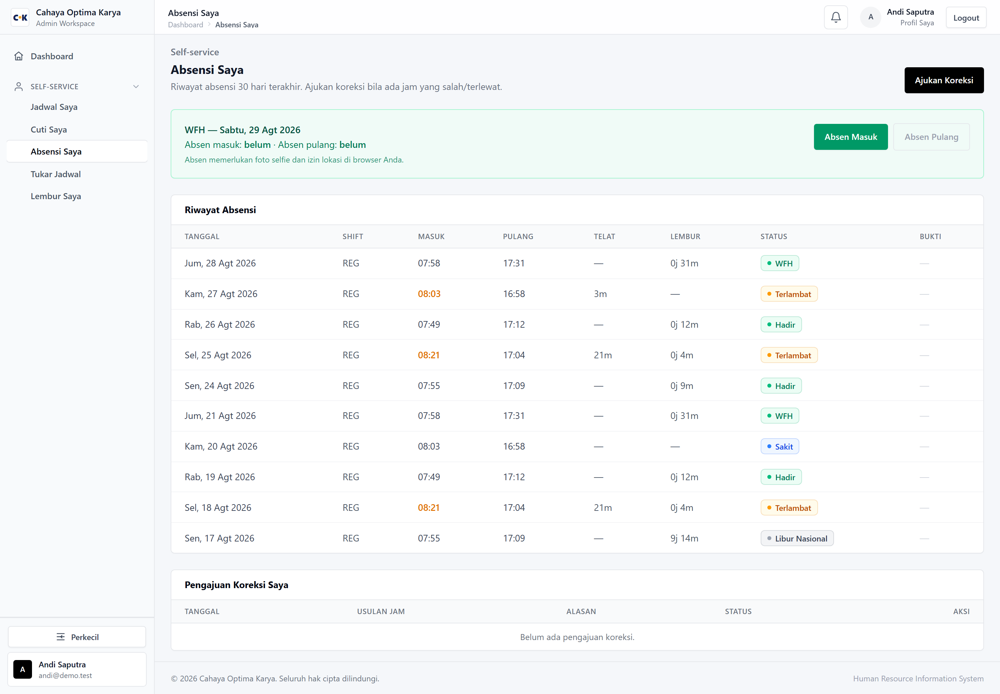 C•K
Cahaya Optima Karya
Admin Workspace
Absensi Saya
Dashboard > Absensi Saya
A
Andi Saputra
Profil Saya
Logout
Dashboard
SELF-SERVICE
Jadwal Saya
Cuti Saya
Absensi Saya
Tukar Jadwal
Lembur Saya
Perkecil
A
Andi Saputra
andi@demo.test
Self-service
Absensi Saya
Riwayat absensi 30 hari terakhir. Ajukan koreksi bila ada jam yang salah/terlewat.
Ajukan Koreksi
WFH — Sabtu, 29 Agt 2026
Absen masuk: belum · Absen pulang: belum
Absen memerlukan foto selfie dan izin lokasi di browser Anda.
Absen Masuk
Absen Pulang
Riwayat Absensi
TANGGAL SHIFT MASUK PULANG TELAT LEMBUR STATUS BUKTI
Jum, 28 Agt 2026 REG 07:58 17:31 — 0j 31m WFH —
Kam, 27 Agt 2026 REG 08:03 16:58 3m — Terlambat —
Rab, 26 Agt 2026 REG 07:49 17:12 — 0j 12m Hadir —
Sel, 25 Agt 2026 REG 08:21 17:04 21m 0j 4m Terlambat —
Sen, 24 Agt 2026 REG 07:55 17:09 — 0j 9m Hadir —
Jum, 21 Agt 2026 REG 07:58 17:31 — 0j 31m WFH —
Kam, 20 Agt 2026 REG 08:03 16:58 — — Sakit —
Rab, 19 Agt 2026 REG 07:49 17:12 — 0j 12m Hadir —
Sel, 18 Agt 2026 REG 08:21 17:04 21m 0j 4m Terlambat —
Sen, 17 Agt 2026 REG 07:55 17:09 — 9j 14m Libur Nasional —
Pengajuan Koreksi Saya
TANGGAL USULAN JAM ALASAN STATUS AKSI
Belum ada pengajuan koreksi.
© 2026 Cahaya Optima Karya. Seluruh hak cipta dilindungi.
Human Resource Information System